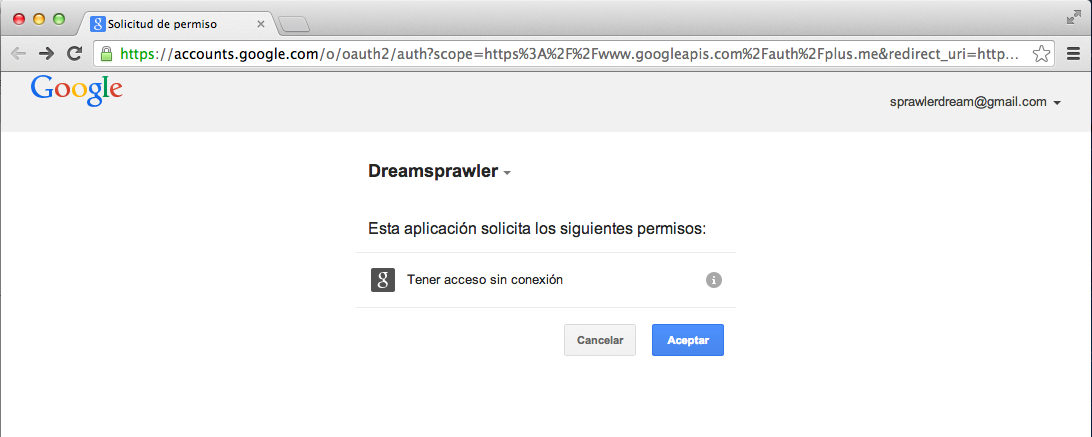 Solicitud de permiso
https://accounts.google.com/o/oauth2/auth?scope=https%3A%2F%2Fwww.googleapis.com%2Fauth%2Fplus.me&redirect_uri=http...
Google
sprawlerdream@gmail.com
Dreamsprawler
Esta aplicación solicita los siguientes permisos:
g Tener acceso sin conexión i
Cancelar Aceptar